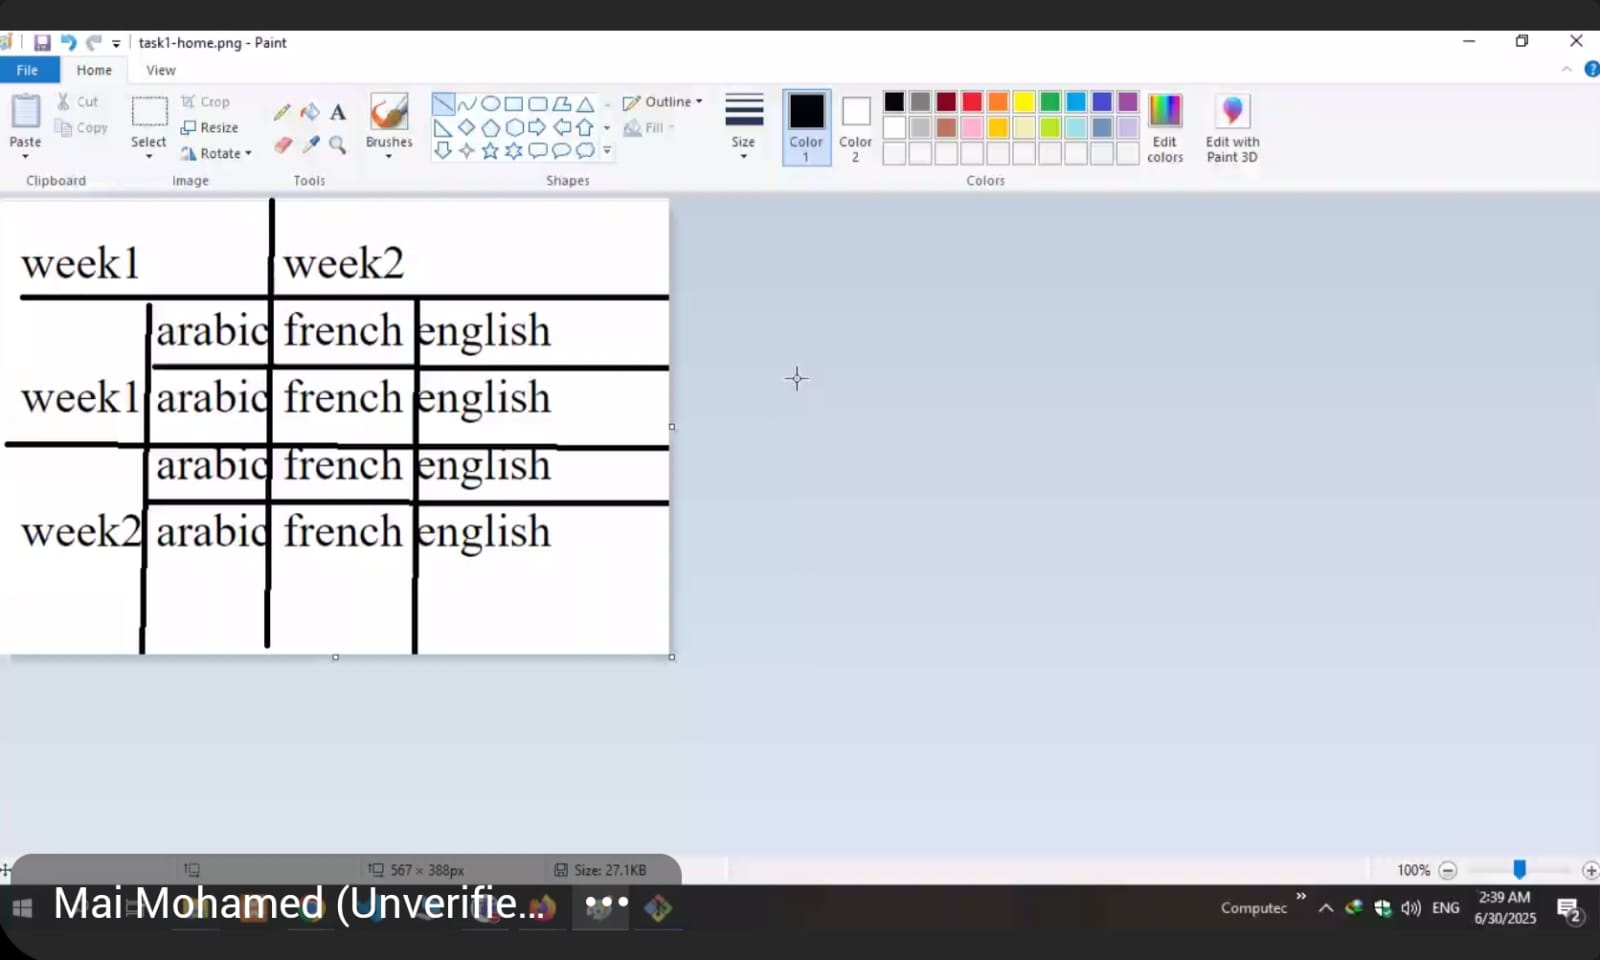 task1-home.png - Paint
File Home View
Cut
Copy
Paste
Clipboard
Select
Crop
Resize
Rotate
Image
A
Tools
Brushes
Outline
Fill
Shapes
Size
Color 1
Color 2
Colors
Edit colors
Edit with Paint 3D
week1 week2
arabic french english
week1 arabic french english
arabic french english
week2 arabic french english
567 × 388px Size: 27.1KB 100%
Mai Mohamed (Unverifie...
Computec ENG 2:39 AM
6/30/2025
2